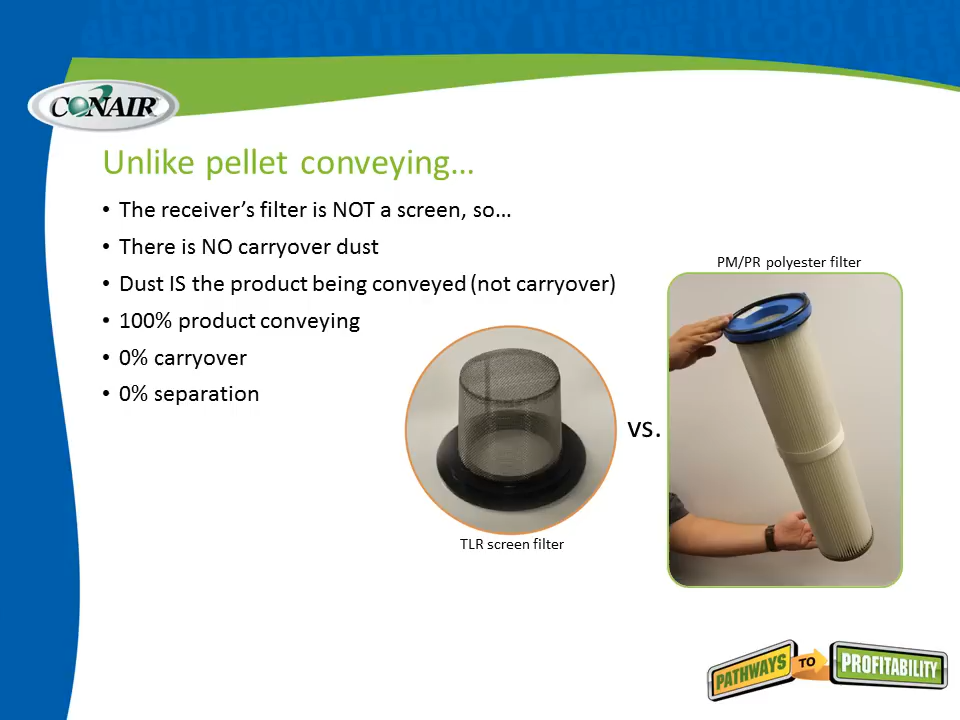 CONAIR
Unlike pellet conveying…
• The receiver's filter is NOT a screen, so…
• There is NO carryover dust
• Dust IS the product being conveyed (not carryover)
• 100% product conveying
• 0% carryover
• 0% separation
PM/PR polyester filter
vs.
TLR screen filter
PATHWAYS TO PROFITABILITY